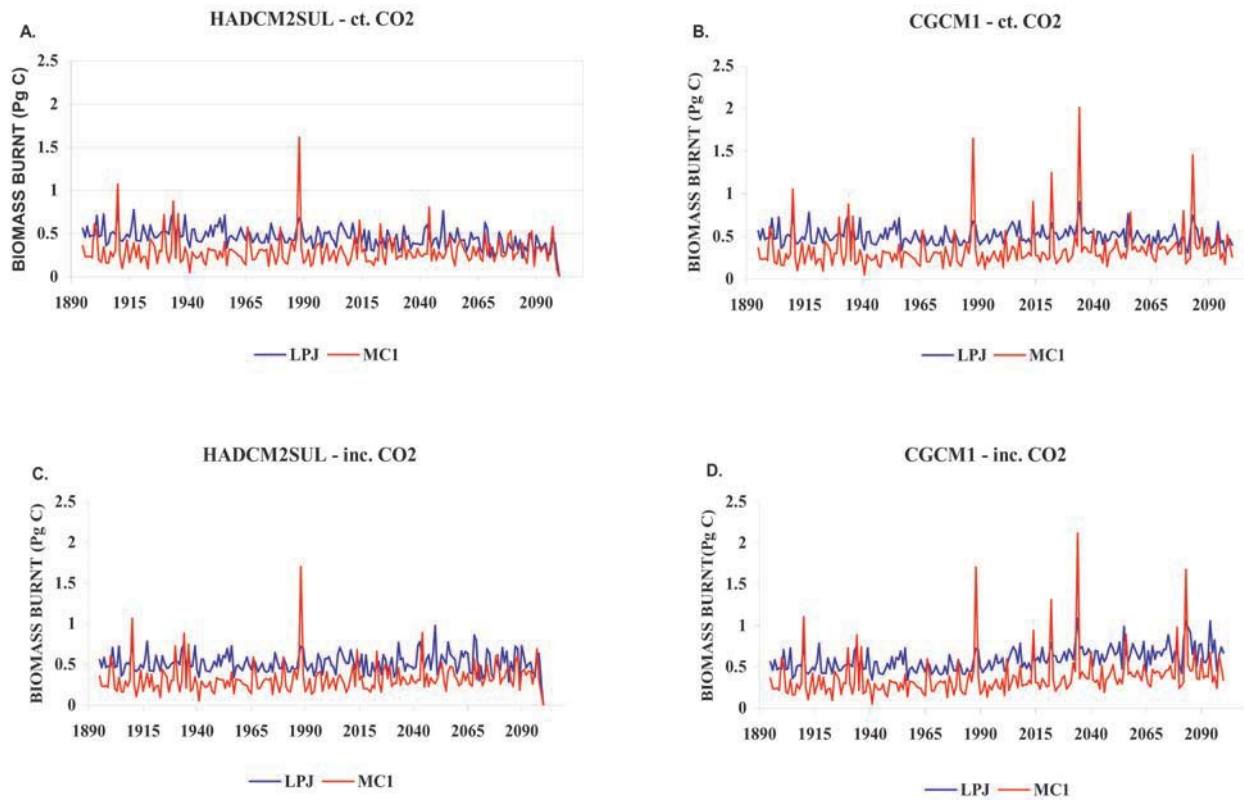 A.
HADCM2SUL - ct. CO2
BIOMASS BURNT (Pg C)
2.5
2
1.5
1
0.5
0
1890 1915 1940 1965 1990 2015 2040 2065 2090
LPJ MC1
B.
CGCM1 - ct. CO2
BIOMASS BURNT (Pg C)
2.5
2
1.5
1
0.5
0
1890 1915 1940 1965 1990 2015 2040 2065 2090
LPJ MC1
C.
HADCM2SUL - inc. CO2
BIOMASS BURNT (Pg C)
2.5
2
1.5
1
0.5
0
1890 1915 1940 1965 1990 2015 2040 2065 2090
LPJ MC1
D.
CGCM1 - inc. CO2
BIOMASS BURNT(Pg C)
2.5
2
1.5
1
0.5
0
1890 1915 1940 1965 1990 2015 2040 2065 2090
LPJ MC1